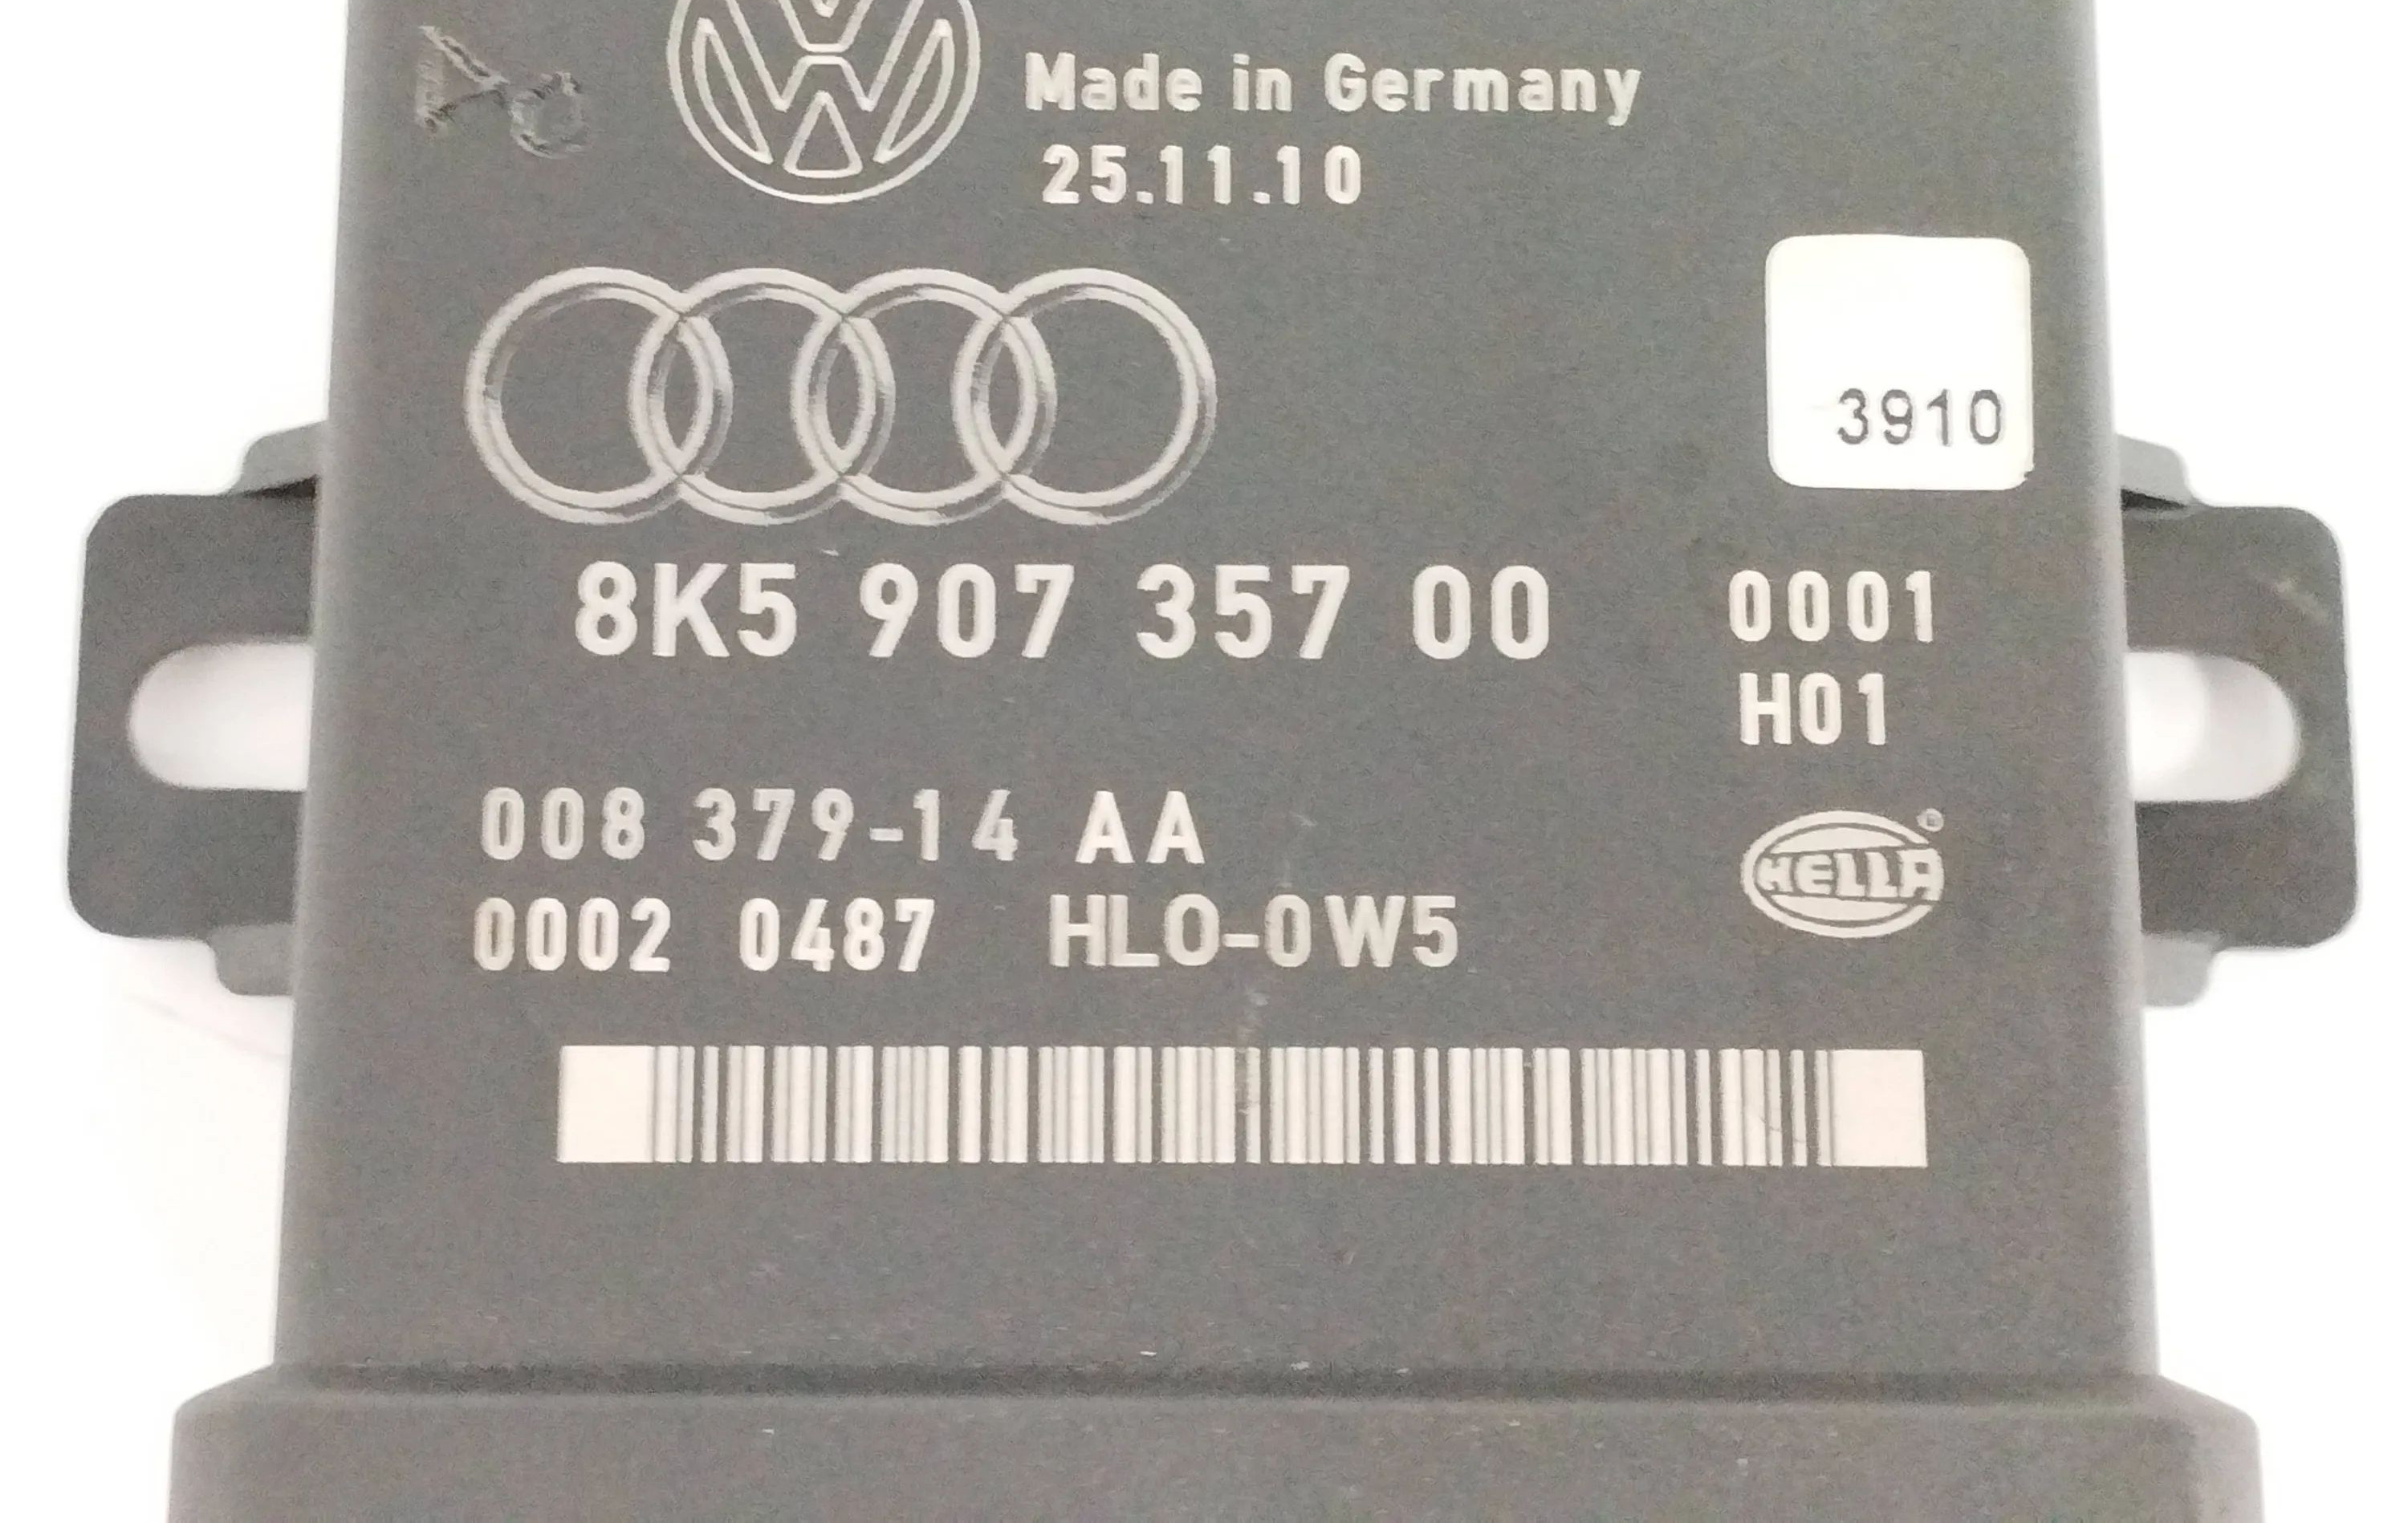 Made in Germany
25.11.10
3910
8K5 907 357 00
0001
H01
008 379-14 AA
0002 0487 HLO-0W5
HELLA®